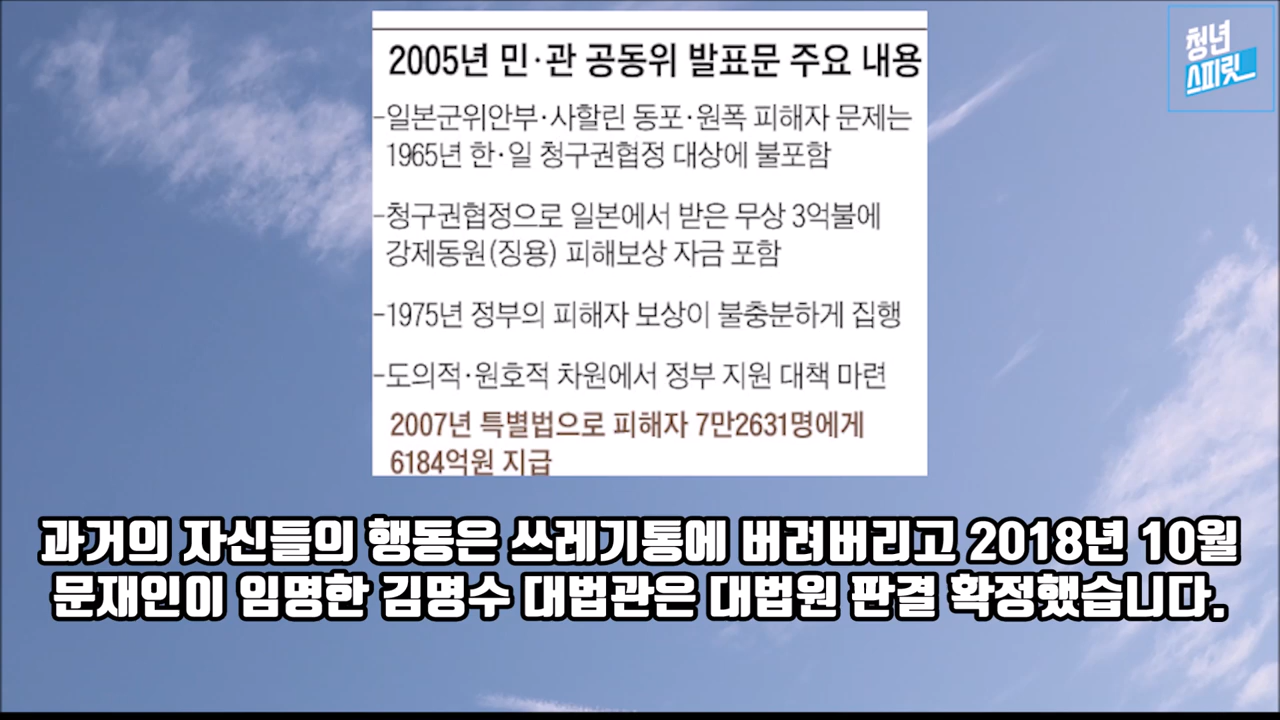 청년
스피릿
2005년 민·관 공동위 발표문 주요 내용
-일본군위안부·사할린 동포·원폭 피해자 문제는
1965년 한·일 청구권협정 대상에 불포함
-청구권협정으로 일본에서 받은 무상 3억불에
강제동원(징용) 피해보상 자금 포함
-1975년 정부의 피해자 보상이 불충분하게 집행
-도의적·원호적 차원에서 정부 지원 대책 마련
2007년 특별법으로 피해자 7만2631명에게
6184억원 지급
과거의 자신들의 행동은 쓰레기통에 버려버리고 2018년 10월
문재인이 임명한 김명수 대법관은 대법원 판결 확정했습니다.